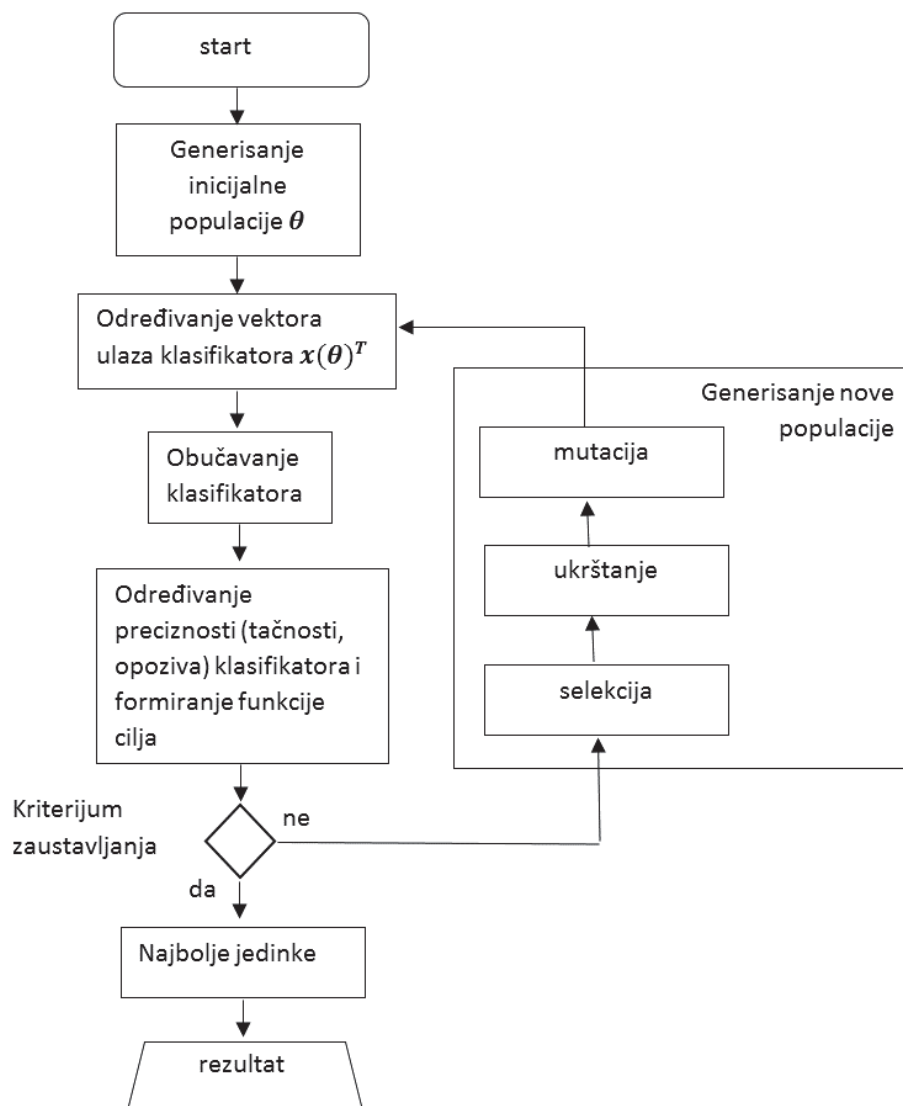 start
Generisanje
inicijalne
populacije θ
Određivanje vektora
ulaza klasifikatora x(θ)ᵀ
Obučavanje
klasifikatora
Određivanje
preciznosti (tačnosti,
opoziva) klasifikatora i
formiranje funkcije
cilja
Kriterijum
zaustavljanja
ne
da
Najbolje jedinke
rezultat
Generisanje nove
populacije
mutacija
ukrštanje
selekcija